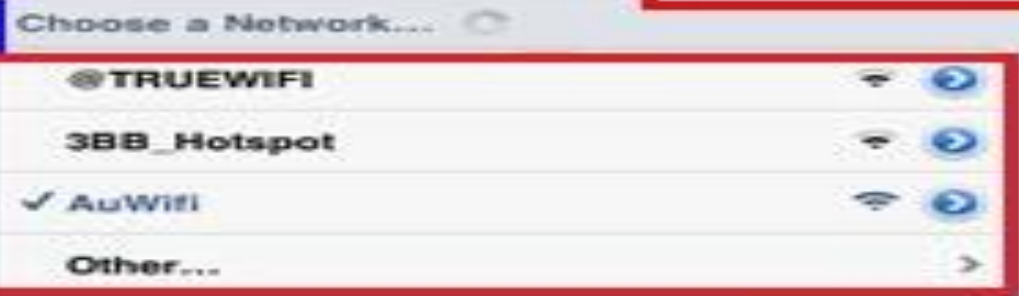 Choose a Network...
@TRUEWIFI
3BB_Hotspot
AuWifi
Other...